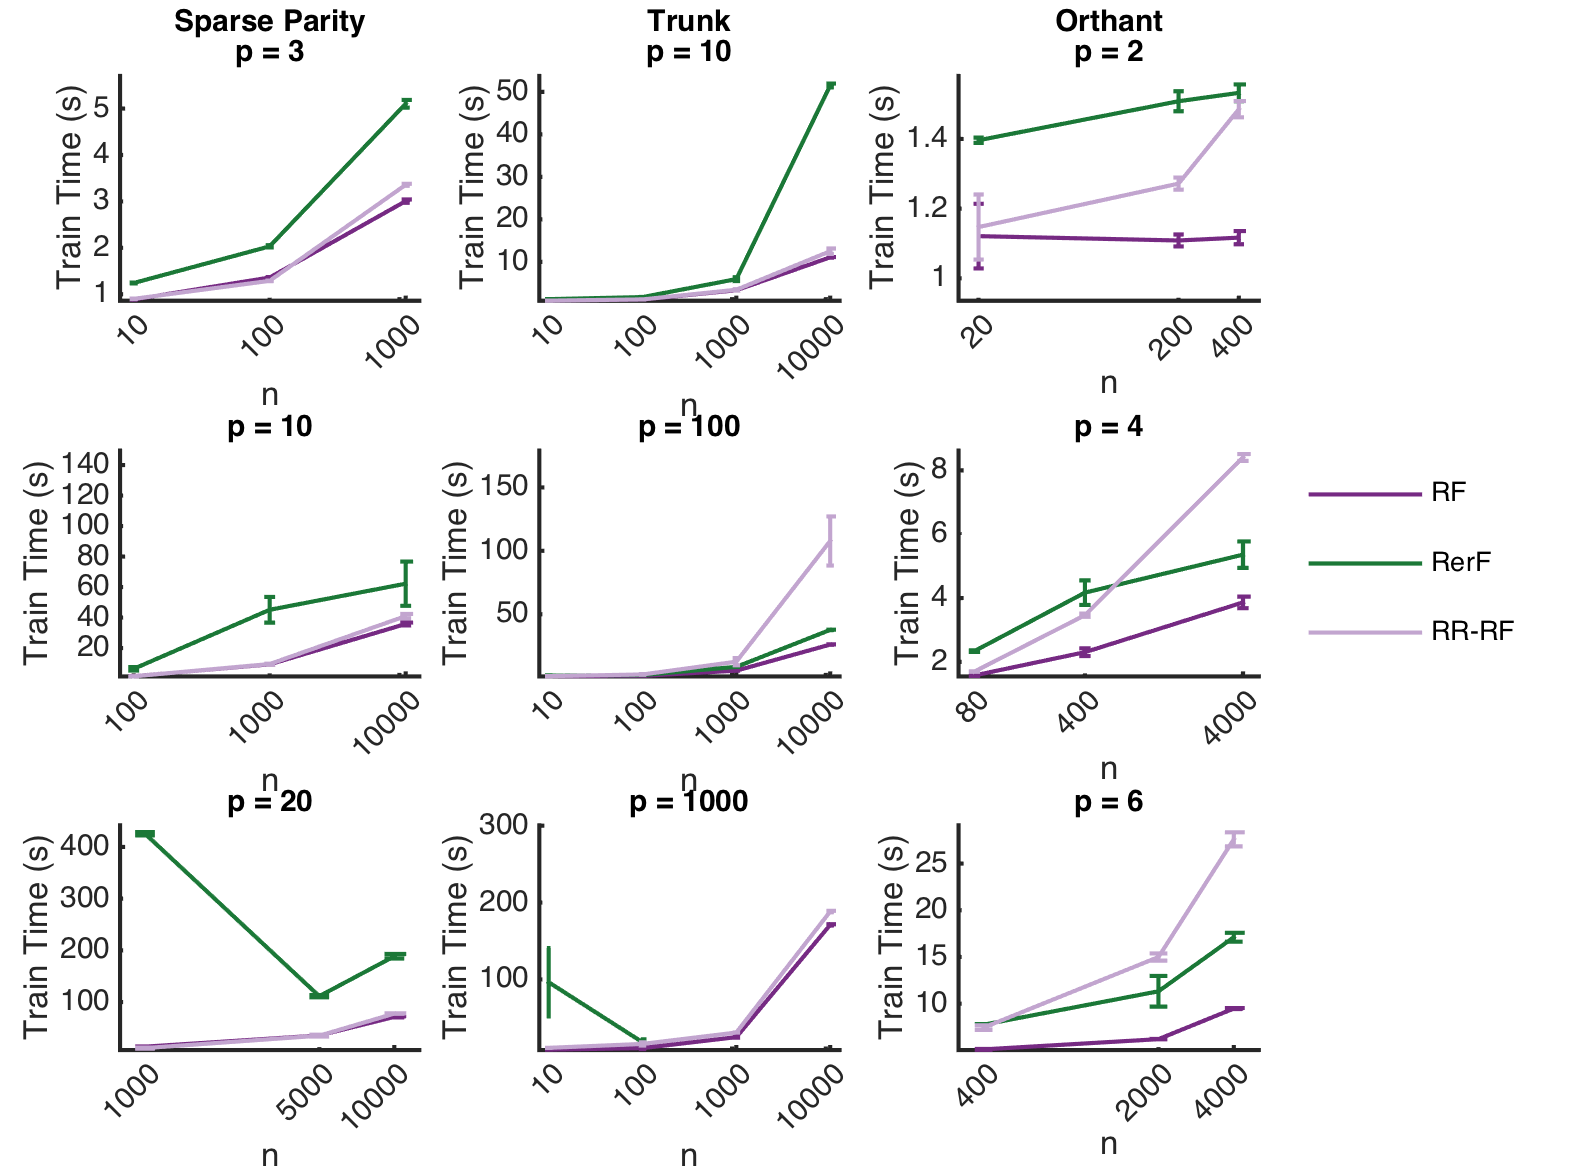 Sparse Parity
p = 3
Train Time (s)
5
4
3
2
1
10
100
1000
n
Trunk
p = 10
Train Time (s)
50
40
30
20
10
10
100
1000
10000
n
Orthant
p = 2
Train Time (s)
1.4
1.2
1
20
200
400
n
p = 10
Train Time (s)
140
120
100
80
60
40
20
100
1000
10000
n
p = 100
Train Time (s)
150
100
50
10
100
1000
10000
n
p = 4
Train Time (s)
8
6
4
2
80
400
4000
n
RF
RerF
RR-RF
p = 20
Train Time (s)
400
300
200
100
1000
5000
10000
n
p = 1000
Train Time (s)
300
200
100
10
100
1000
10000
n
p = 6
Train Time (s)
25
20
15
10
400
2000
4000
n